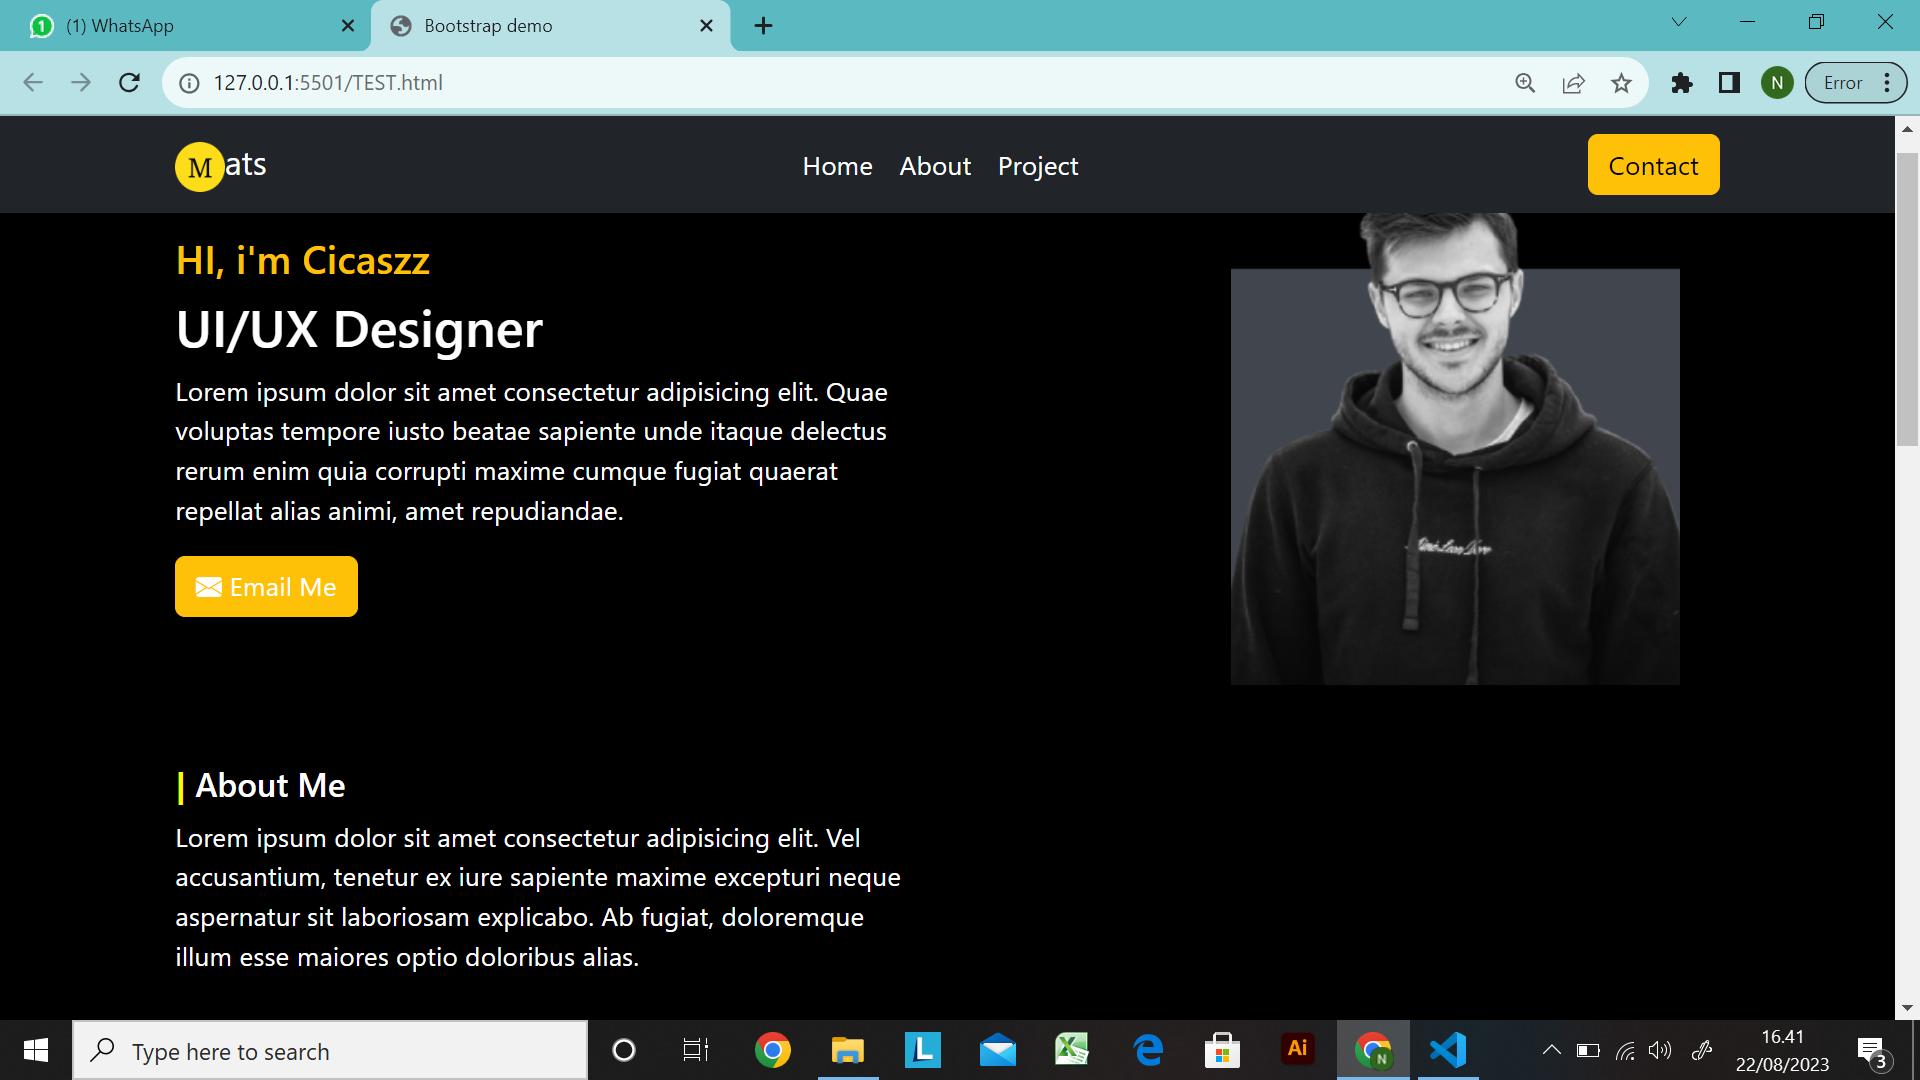 (1) WhatsApp
Bootstrap demo
127.0.0.1:5501/TEST.html
N
Error
Mats
Home About Project
Contact
HI, i'm Cicaszz
UI/UX Designer
Lorem ipsum dolor sit amet consectetur adipisicing elit. Quae
voluptas tempore iusto beatae sapiente unde itaque delectus
rerum enim quia corrupti maxime cumque fugiat quaerat
repellat alias animi, amet repudiandae.
Email Me
| About Me
Lorem ipsum dolor sit amet consectetur adipisicing elit. Vel
accusantium, tenetur ex iure sapiente maxime excepturi neque
aspernatur sit laboriosam explicabo. Ab fugiat, doloremque
illum esse maiores optio doloribus alias.
Type here to search
L
Ai
N
16.41
22/08/2023
3